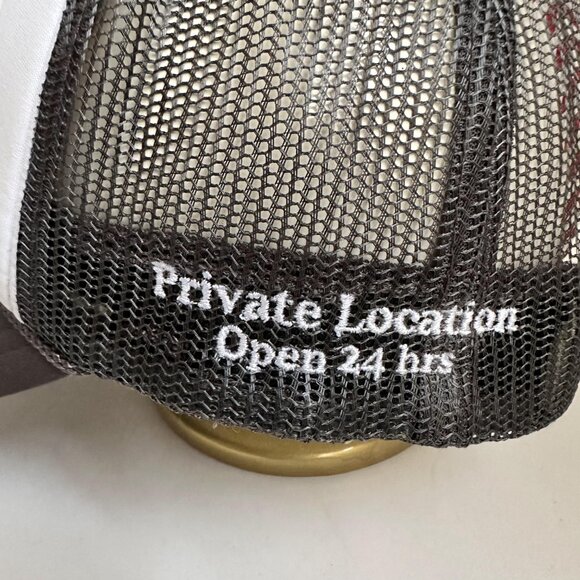 Private Location
Open 24 hrs